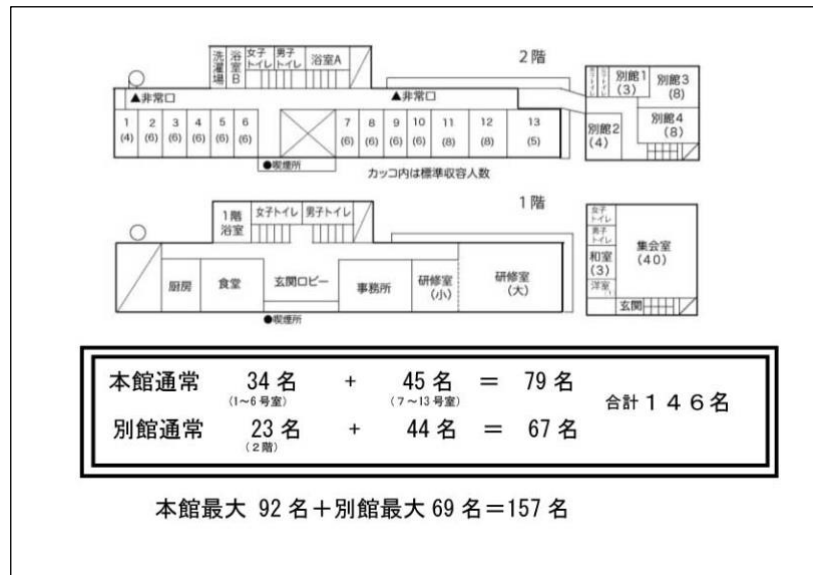 2階
洗濯場
浴室B
女子トイレ
男子トイレ
浴室A
▲非常口
▲非常口
1 (4)
2 (6)
3 (6)
4 (6)
5 (6)
6 (6)
7 (6)
8 (6)
9 (6)
10 (6)
11 (8)
12 (8)
13 (5)
●喫煙所
カッコ内は標準収容人数
別館1 (3)
別館3 (8)
別館2 (4)
別館4 (8)
1階
1階浴室
女子トイレ
男子トイレ
厨房
食堂
玄関ロビー
事務所
研修室(小)
研修室(大)
●喫煙所
女子トイレ
男子トイレ
和室(3)
洋室
集会室(40)
玄関
本館通常 34名 + 45名 = 79名
(1~6号室) (7~13号室)
合計146名
別館通常 23名 + 44名 = 67名
(2階)
本館最大 92名+別館最大69名=157名